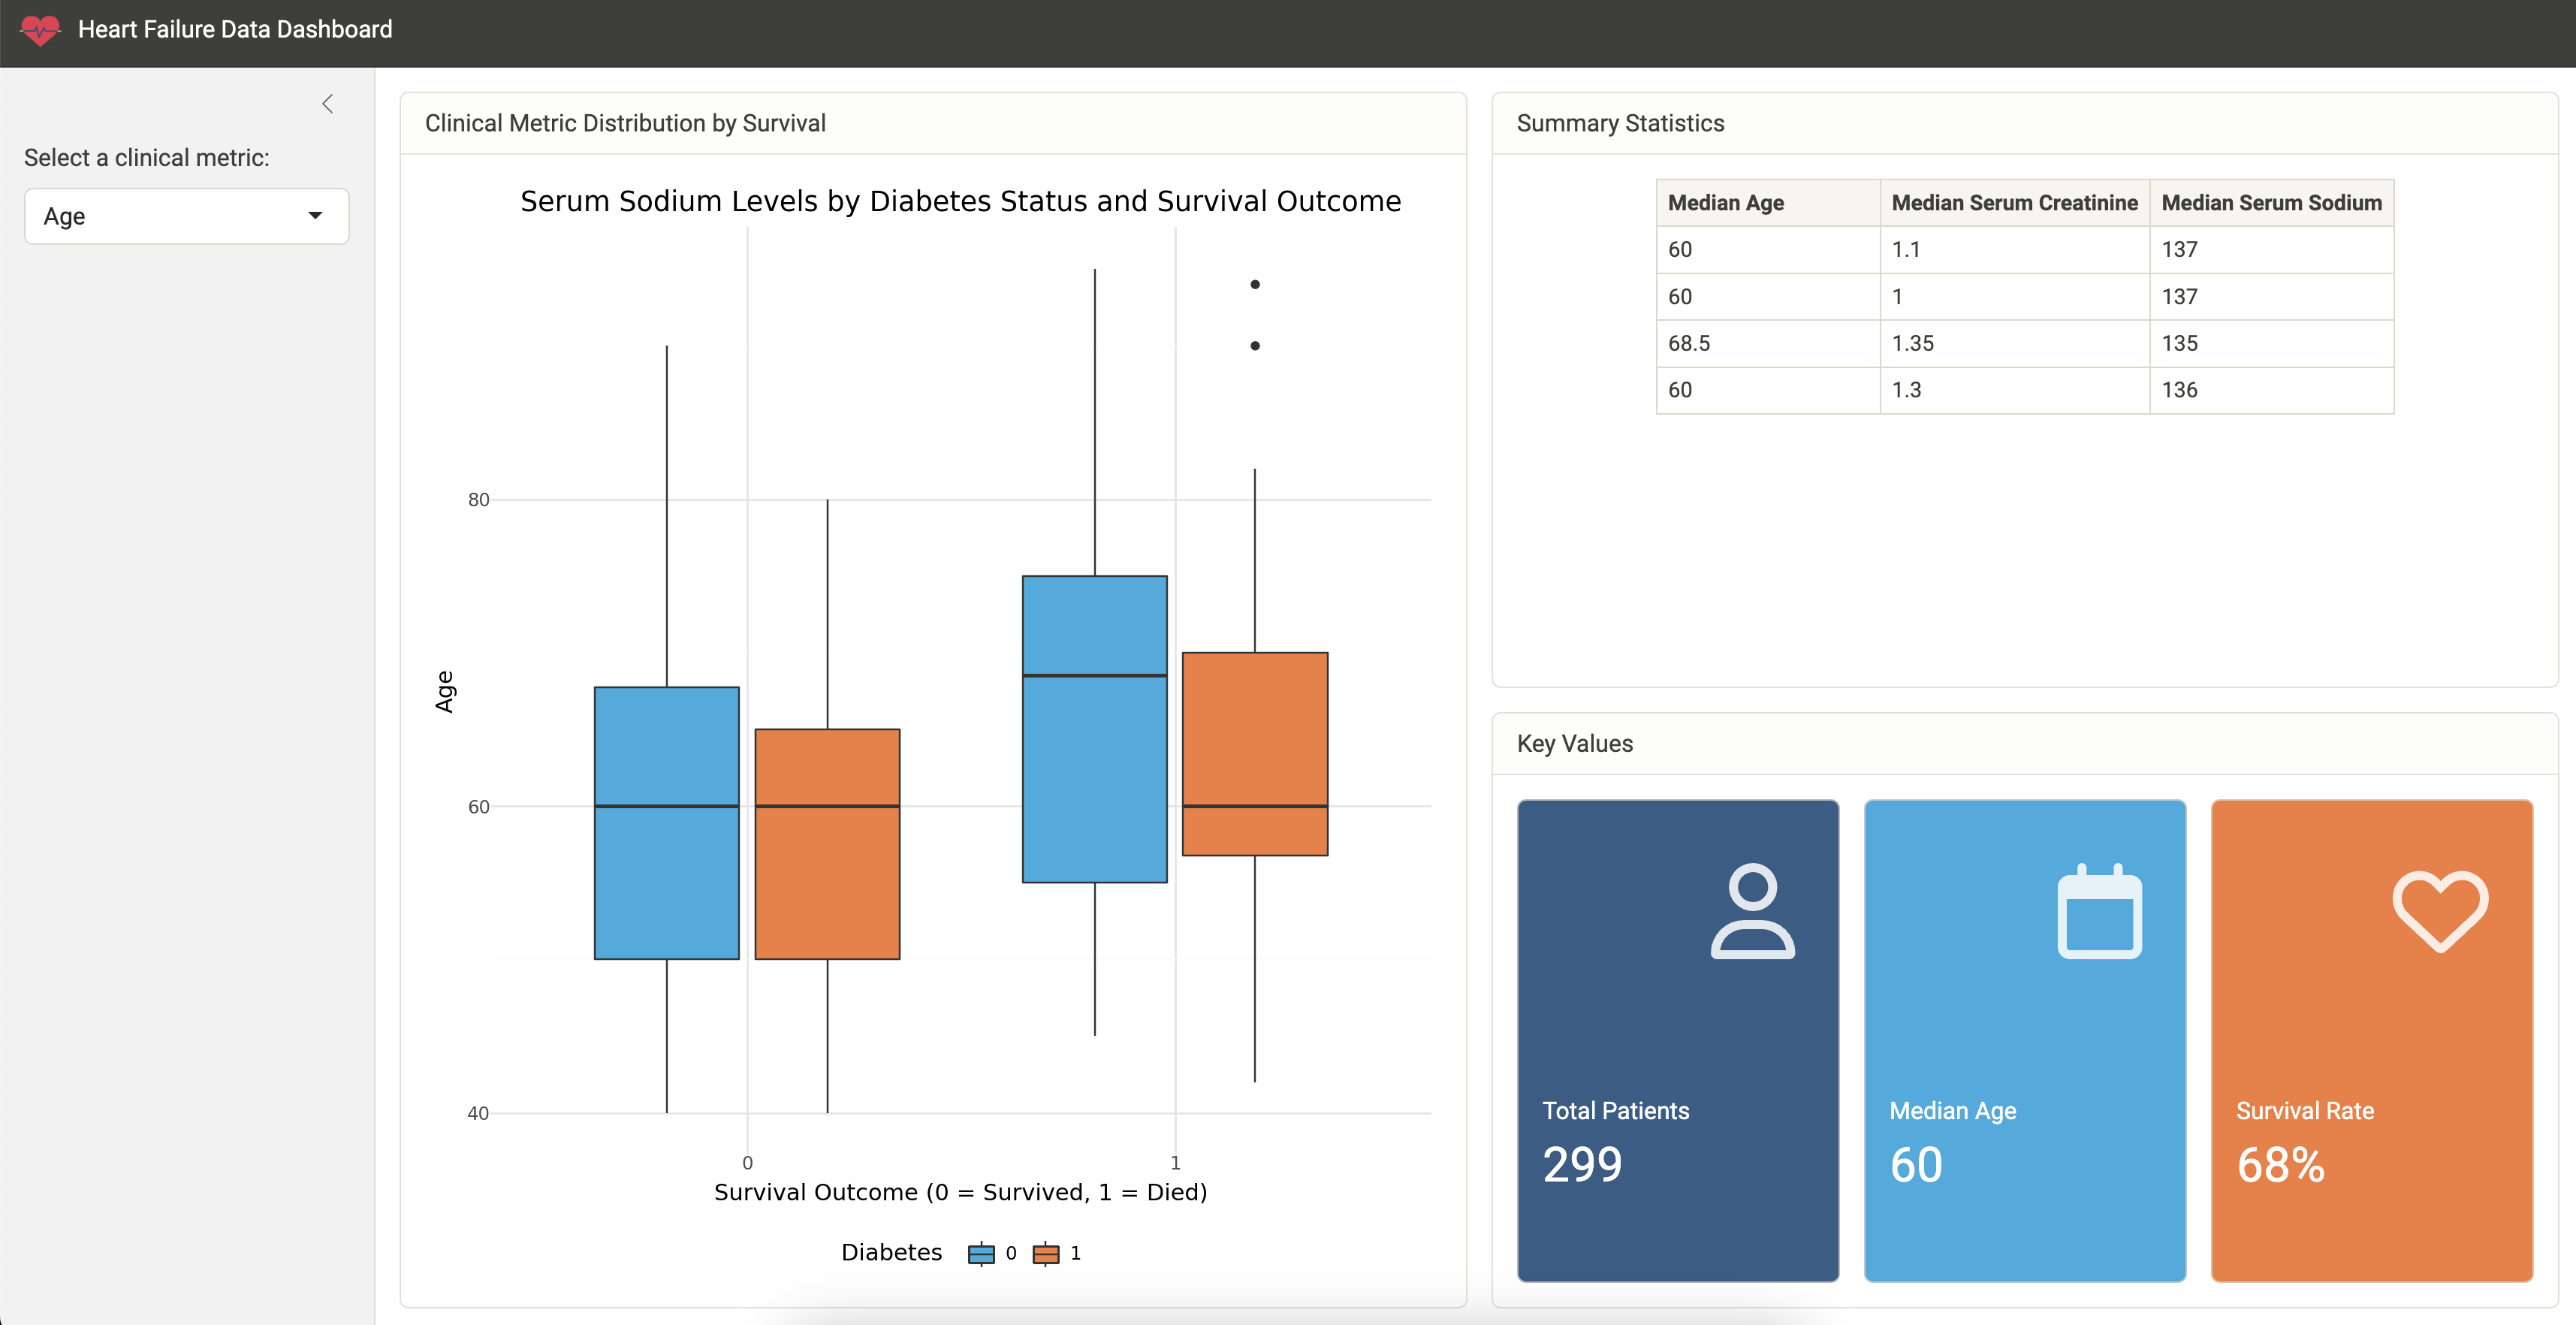 Heart Failure Data Dashboard
Select a clinical metric:
Age
Clinical Metric Distribution by Survival
Serum Sodium Levels by Diabetes Status and Survival Outcome
80
60
40
Age
0 1
Survival Outcome (0 = Survived, 1 = Died)
Diabetes 0 1
Summary Statistics
Median Age Median Serum Creatinine Median Serum Sodium
60 1.1 137
60 1 137
68.5 1.35 135
60 1.3 136
Key Values
Total Patients
299
Median Age
60
Survival Rate
68%